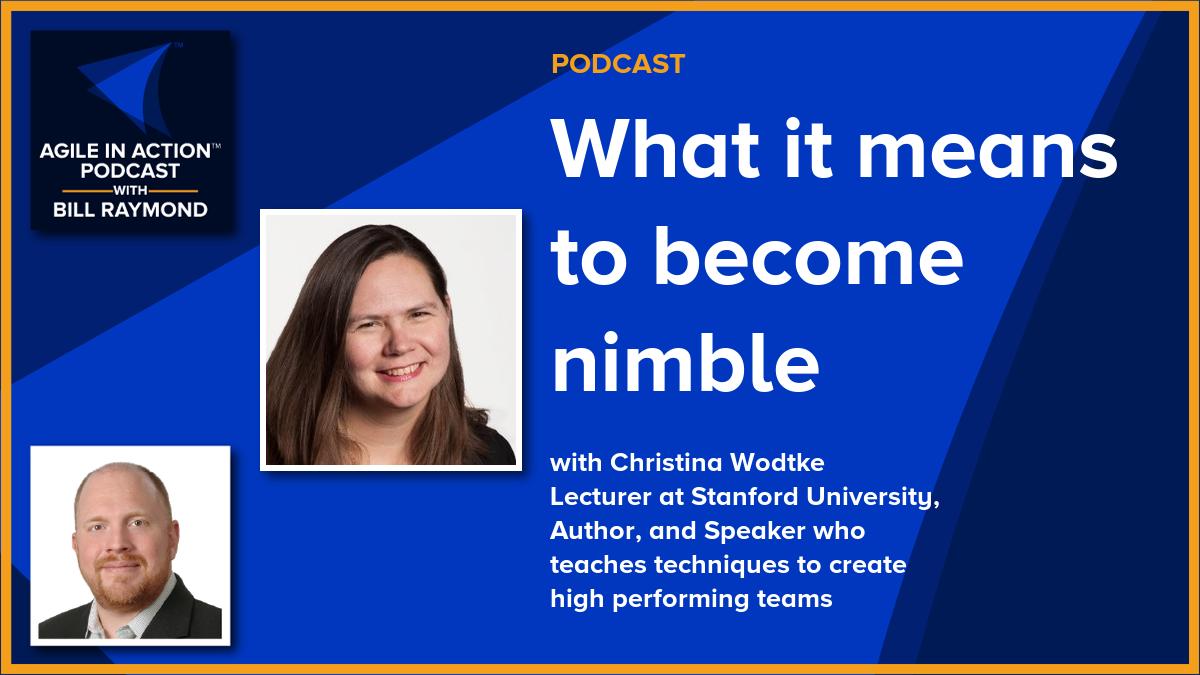 AGILE IN ACTION™
PODCAST
WITH
BILL RAYMOND
PODCAST
What it means
to become
nimble
with Christina Wodtke
Lecturer at Stanford University,
Author, and Speaker who
teaches techniques to create
high performing teams